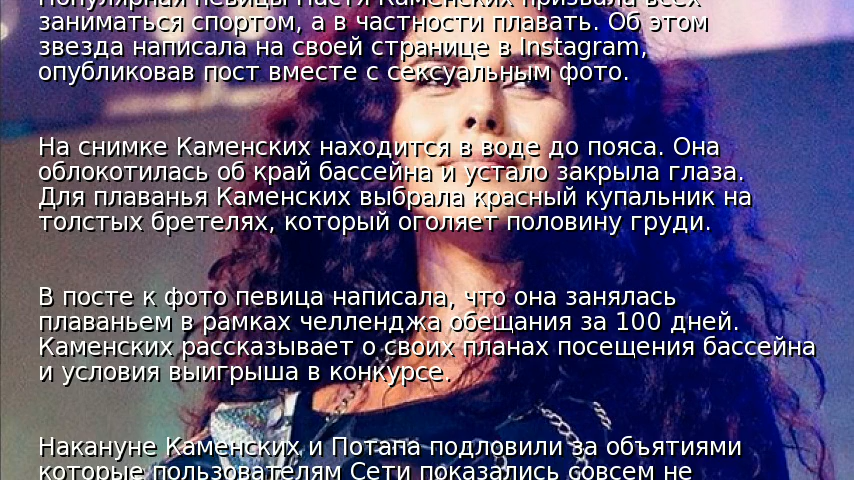 Популярная певицы Настя Каменских призвала всех
заниматься спортом, а в частности плавать. Об этом
звезда написала на своей странице в Instagram,
опубликовав пост вместе с сексуальным фото.
На снимке Каменских находится в воде до пояса. Она
облокотилась об край бассейна и устало закрыла глаза.
Для плаванья Каменских выбрала красный купальник на
толстых бретелях, который оголяет половину груди.
В посте к фото певица написала, что она занялась
плаваньем в рамках челленджа обещания за 100 дней.
Каменских рассказывает о своих планах посещения бассейна
и условия выигрыша в конкурсе.
Накануне Каменских и Потапа подловили за объятиями
которые пользователям Сети показались совсем не